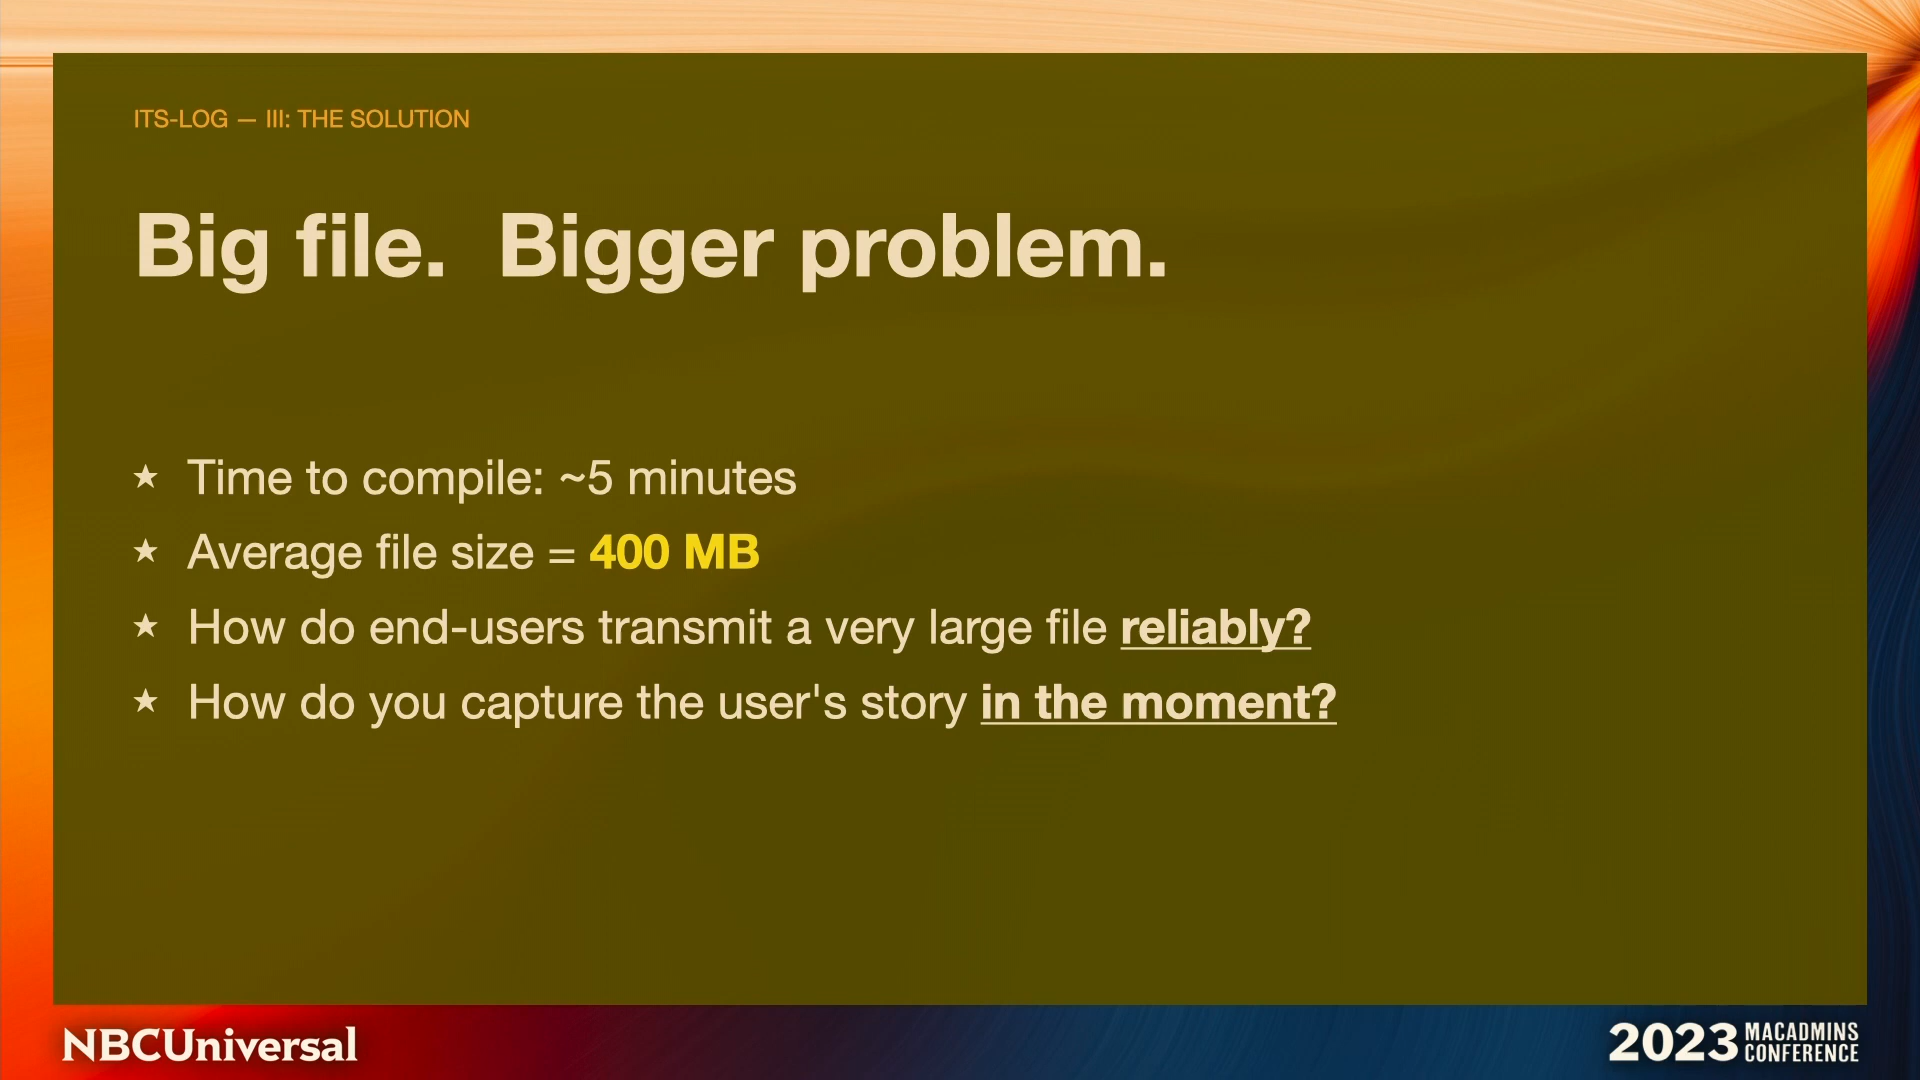 ITS-LOG — III: THE SOLUTION
Big file.  Bigger problem.
★ Time to compile: ~5 minutes
★ Average file size = 400 MB
★ How do end-users transmit a very large file reliably?
★ How do you capture the user's story in the moment?
NBCUniversal
2023 MACADMINS
CONFERENCE